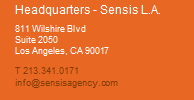 Headquarters - Sensis L.A.
811 Wilshire Blvd
Suite 2050
Los Angeles, CA 90017
T 213.341.0171
info@sensisagency.com